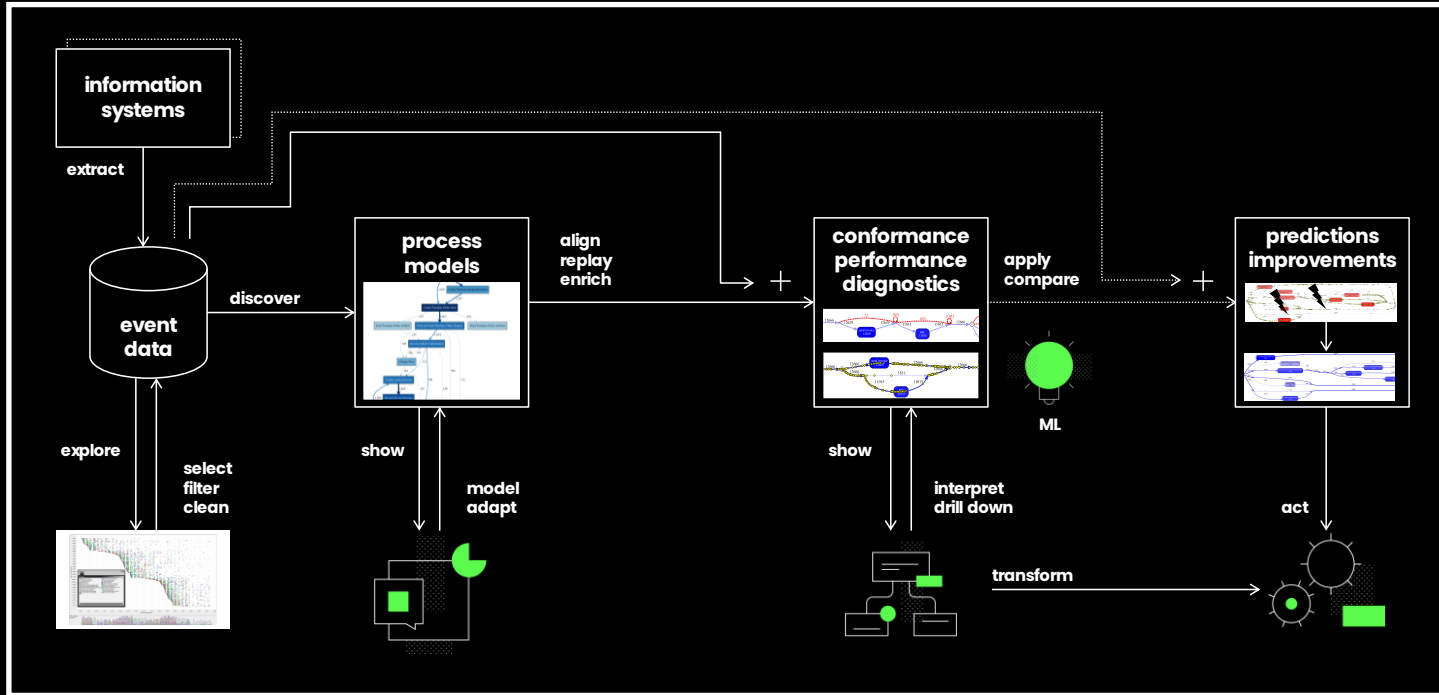 information
systems
extract
event
data
discover
explore
select
filter
clean
process
models
align
replay
enrich
show
model
adapt
conformance
performance
diagnostics
apply
compare
ML
show
interpret
drill down
transform
predictions
improvements
act